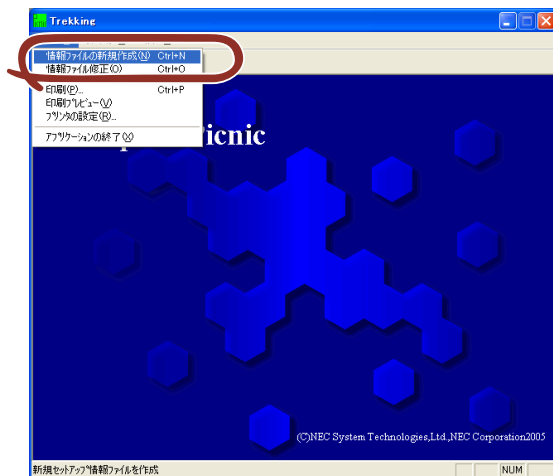 Trekking
情報ファイルの新規作成(N) Ctrl+N
情報ファイル修正(O) Ctrl+O
印刷(P)... Ctrl+P
印刷プレビュー(V)
プリンタの設定(R)...
アプリケーションの終了(X)
icnic
(C)NEC System Technologies,Ltd.,NEC Corporation2005
新規セットアップ情報ファイルを作成
NUM